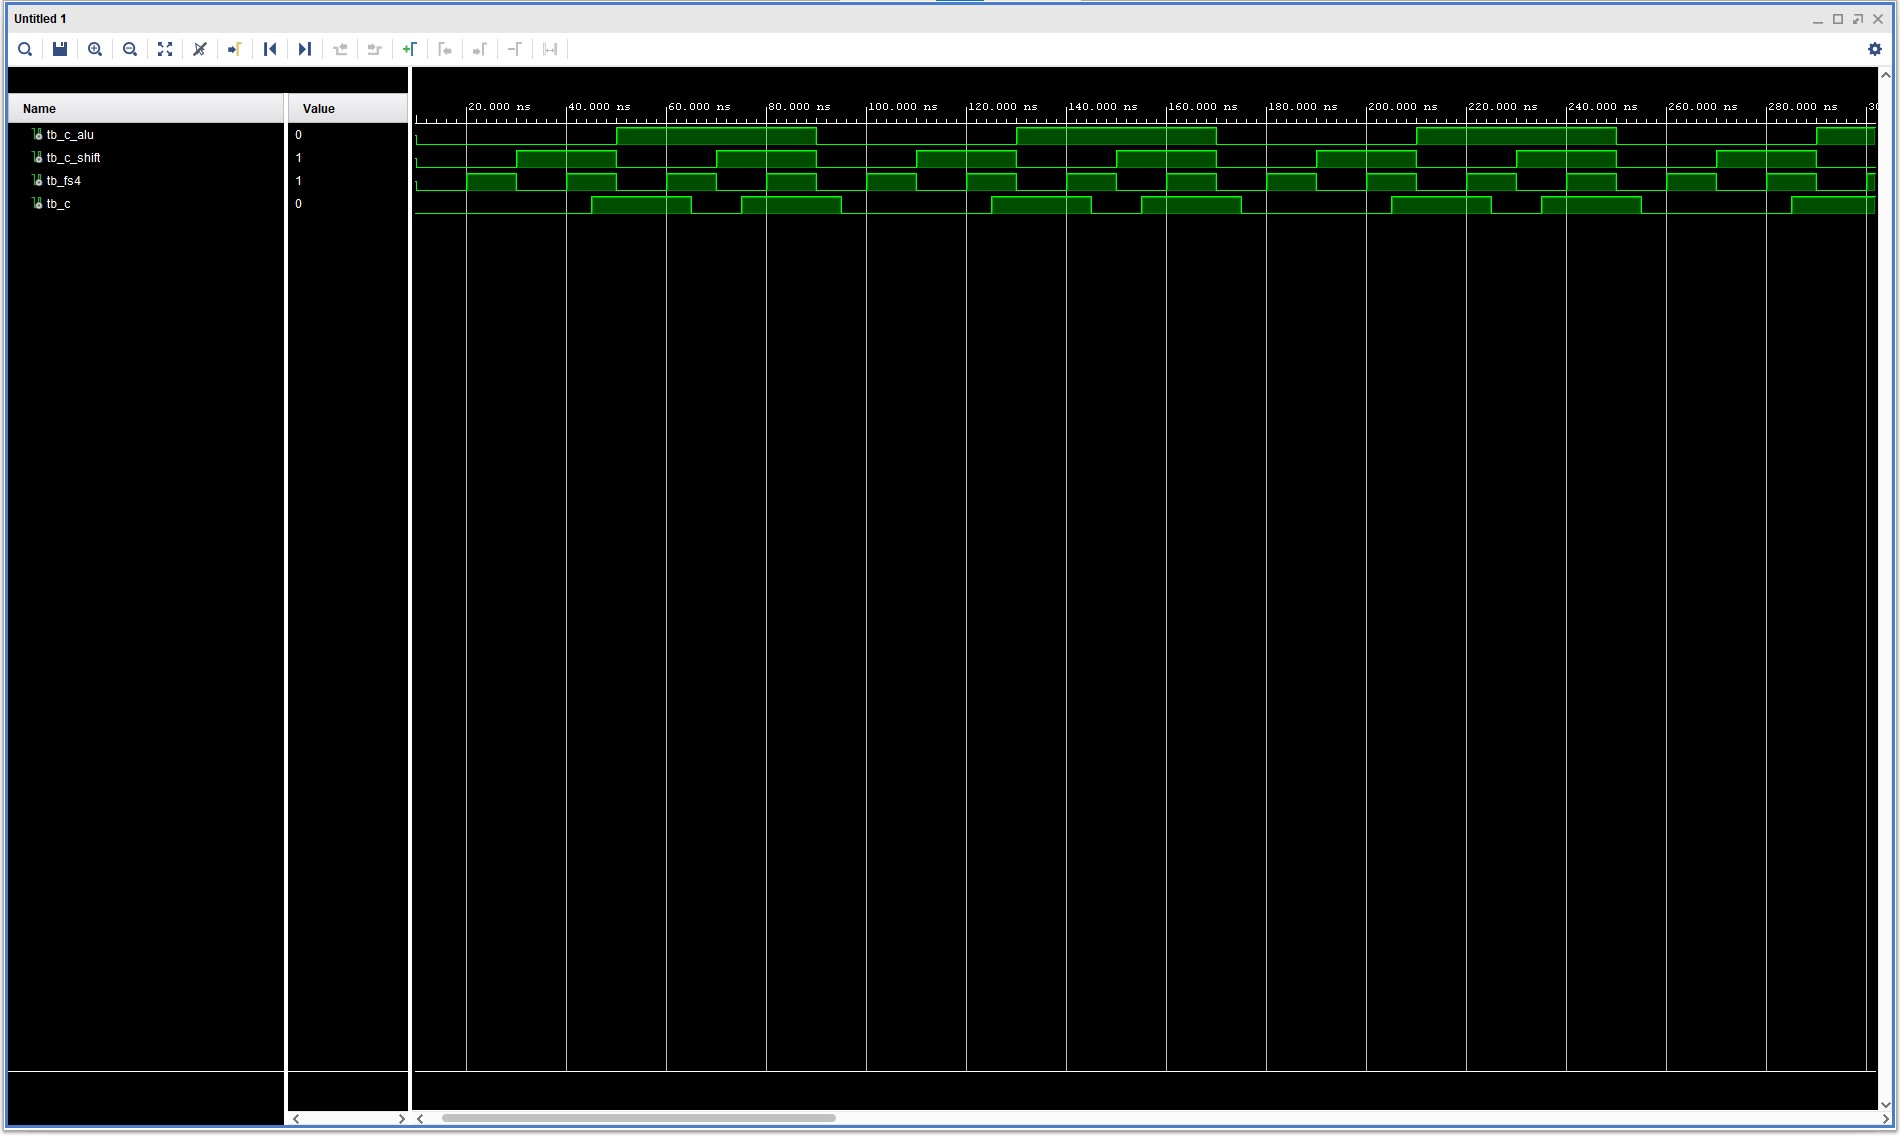 Untitled 1
Name Value 20.000 ns 40.000 ns 60.000 ns 80.000 ns 100.000 ns 120.000 ns 140.000 ns 160.000 ns 180.000 ns 200.000 ns 220.000 ns 240.000 ns 260.000 ns 280.000 ns 30
tb_c_alu 0
tb_c_shift 1
tb_fs4 1
tb_c 0